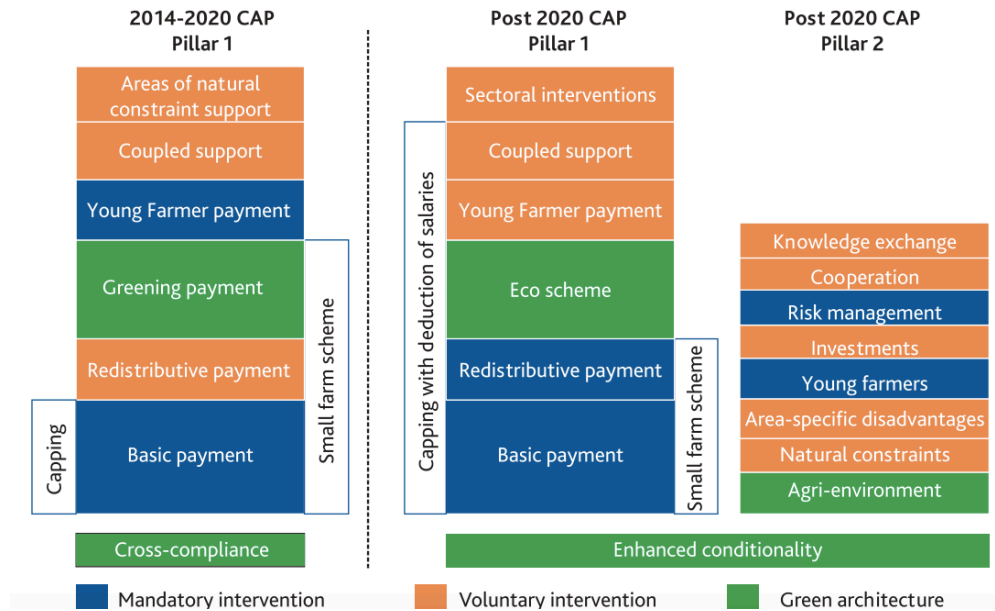 2014-2020 CAP
Pillar 1
Areas of natural
constraint support
Coupled support
Young Farmer payment
Greening payment
Redistributive payment
Basic payment
Capping
Small farm scheme
Cross-compliance
Post 2020 CAP
Pillar 1
Sectoral interventions
Coupled support
Young Farmer payment
Eco scheme
Redistributive payment
Basic payment
Capping with deduction of salaries
Small farm scheme
Post 2020 CAP
Pillar 2
Knowledge exchange
Cooperation
Risk management
Investments
Young farmers
Area-specific disadvantages
Natural constraints
Agri-environment
Enhanced conditionality
Mandatory intervention
Voluntary intervention
Green architecture